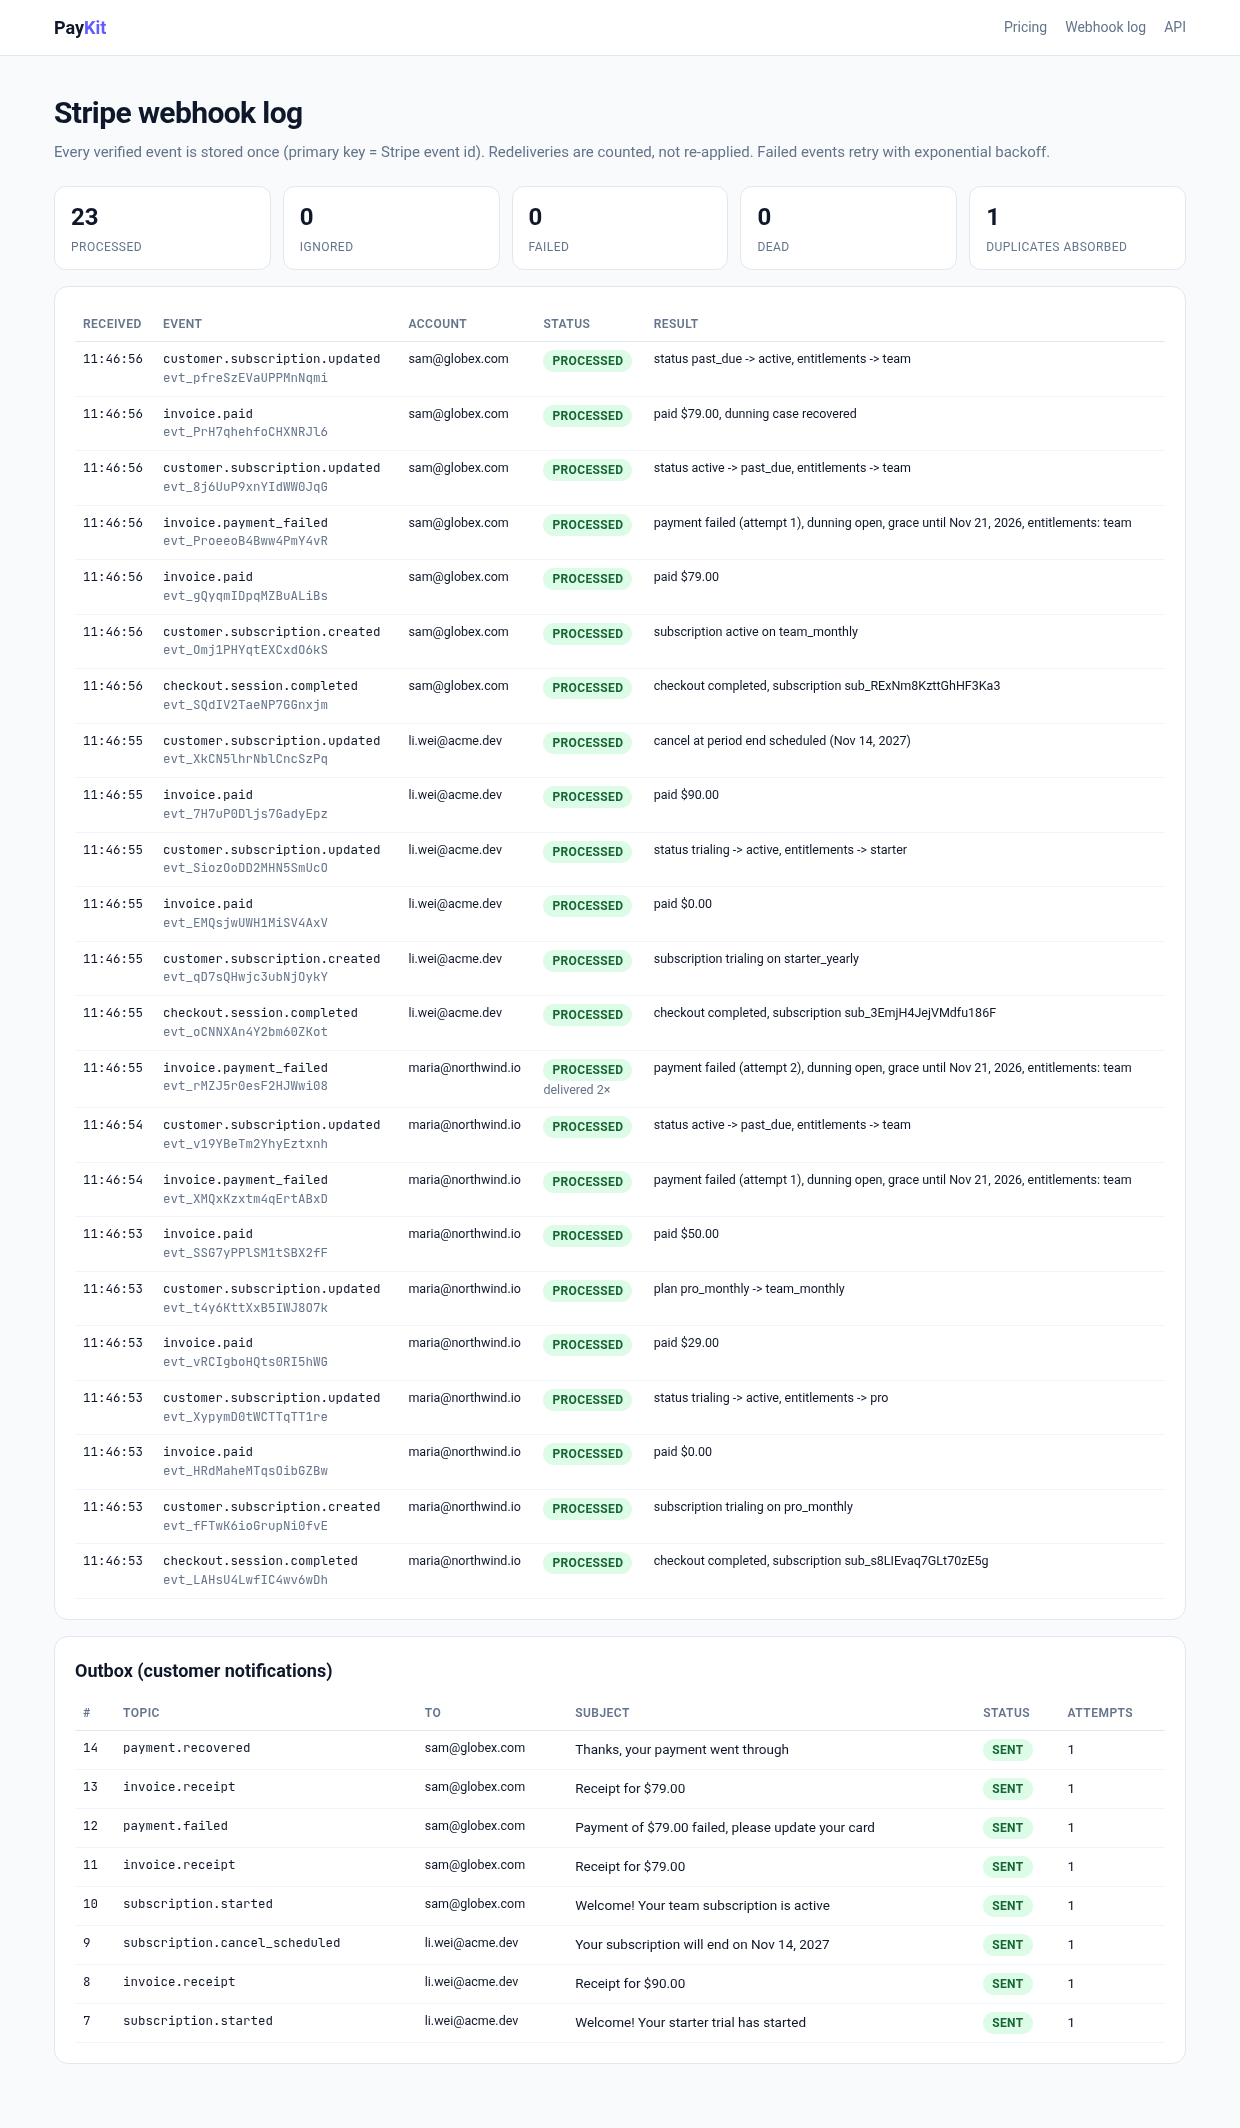 PayKit
Pricing Webhook log API
Stripe webhook log
Every verified event is stored once (primary key = Stripe event id). Redeliveries are counted, not re-applied. Failed events retry with exponential backoff.
23 0 0 0 1
PROCESSED IGNORED FAILED DEAD DUPLICATES ABSORBED
RECEIVED EVENT ACCOUNT STATUS RESULT
11:46:56 customer.subscription.updated sam@globex.com PROCESSED status past_due -> active, entitlements -> team
evt_pfreSzEVaUPPMnNqmi
11:46:56 invoice.paid sam@globex.com PROCESSED paid $79.00, dunning case recovered
evt_PrH7qhehfoCHXNRJl6
11:46:56 customer.subscription.updated sam@globex.com PROCESSED status active -> past_due, entitlements -> team
evt_8j6UuP9xnYIdWW0JqG
11:46:56 invoice.payment_failed sam@globex.com PROCESSED payment failed (attempt 1), dunning open, grace until Nov 21, 2026, entitlements: team
evt_ProeeoB4Bww4PmY4vR
11:46:56 invoice.paid sam@globex.com PROCESSED paid $79.00
evt_gQyqmIDpqMZBuALiBs
11:46:56 customer.subscription.created sam@globex.com PROCESSED subscription active on team_monthly
evt_Omj1PHYqtEXCxdO6kS
11:46:56 checkout.session.completed sam@globex.com PROCESSED checkout completed, subscription sub_RExNm8KzttGhHF3Ka3
evt_SQdIV2TaeNP7GGnxjm
11:46:55 customer.subscription.updated li.wei@acme.dev PROCESSED cancel at period end scheduled (Nov 14, 2027)
evt_XkCN5lhrNblCncSzPq
11:46:55 invoice.paid li.wei@acme.dev PROCESSED paid $90.00
evt_7H7uP0Dljs7GadyEpz
11:46:55 customer.subscription.updated li.wei@acme.dev PROCESSED status trialing -> active, entitlements -> starter
evt_SiozOoDD2MHN5SmUcO
11:46:55 invoice.paid li.wei@acme.dev PROCESSED paid $0.00
evt_EMQsjwUWH1MiSV4AxV
11:46:55 customer.subscription.created li.wei@acme.dev PROCESSED subscription trialing on starter_yearly
evt_qD7sQHwjc3ubNjOykY
11:46:55 checkout.session.completed li.wei@acme.dev PROCESSED checkout completed, subscription sub_3EmjH4JejVMdfu186F
evt_oCNNXAn4Y2bm60ZKot
11:46:55 invoice.payment_failed maria@northwind.io PROCESSED payment failed (attempt 2), dunning open, grace until Nov 21, 2026, entitlements: team
evt_rMZJ5r0esF2HJWwi08 delivered 2×
11:46:54 customer.subscription.updated maria@northwind.io PROCESSED status active -> past_due, entitlements -> team
evt_v19YBeTm2YhyEztxnh
11:46:54 invoice.payment_failed maria@northwind.io PROCESSED payment failed (attempt 1), dunning open, grace until Nov 21, 2026, entitlements: team
evt_XMQxKzxtm4qErtABxD
11:46:53 invoice.paid maria@northwind.io PROCESSED paid $50.00
evt_SSG7yPPlSM1tSBX2fF
11:46:53 customer.subscription.updated maria@northwind.io PROCESSED plan pro_monthly -> team_monthly
evt_t4y6KttXxB5IWJ8O7k
11:46:53 invoice.paid maria@northwind.io PROCESSED paid $29.00
evt_vRCIgboHQts0RI5hWG
11:46:53 customer.subscription.updated maria@northwind.io PROCESSED status trialing -> active, entitlements -> pro
evt_XypymD0tWCTTqTT1re
11:46:53 invoice.paid maria@northwind.io PROCESSED paid $0.00
evt_HRdMaheMTqsOibGZBw
11:46:53 customer.subscription.created maria@northwind.io PROCESSED subscription trialing on pro_monthly
evt_fFTwK6ioGrupNi0fvE
11:46:53 checkout.session.completed maria@northwind.io PROCESSED checkout completed, subscription sub_s8LIEvaq7GLt70zE5g
evt_LAHsU4LwfIC4wv6wDh
Outbox (customer notifications)
# TOPIC TO SUBJECT STATUS ATTEMPTS
14 payment.recovered sam@globex.com Thanks, your payment went through SENT 1
13 invoice.receipt sam@globex.com Receipt for $79.00 SENT 1
12 payment.failed sam@globex.com Payment of $79.00 failed, please update your card SENT 1
11 invoice.receipt sam@globex.com Receipt for $79.00 SENT 1
10 subscription.started sam@globex.com Welcome! Your team subscription is active SENT 1
9 subscription.cancel_scheduled li.wei@acme.dev Your subscription will end on Nov 14, 2027 SENT 1
8 invoice.receipt li.wei@acme.dev Receipt for $90.00 SENT 1
7 subscription.started li.wei@acme.dev Welcome! Your starter trial has started SENT 1